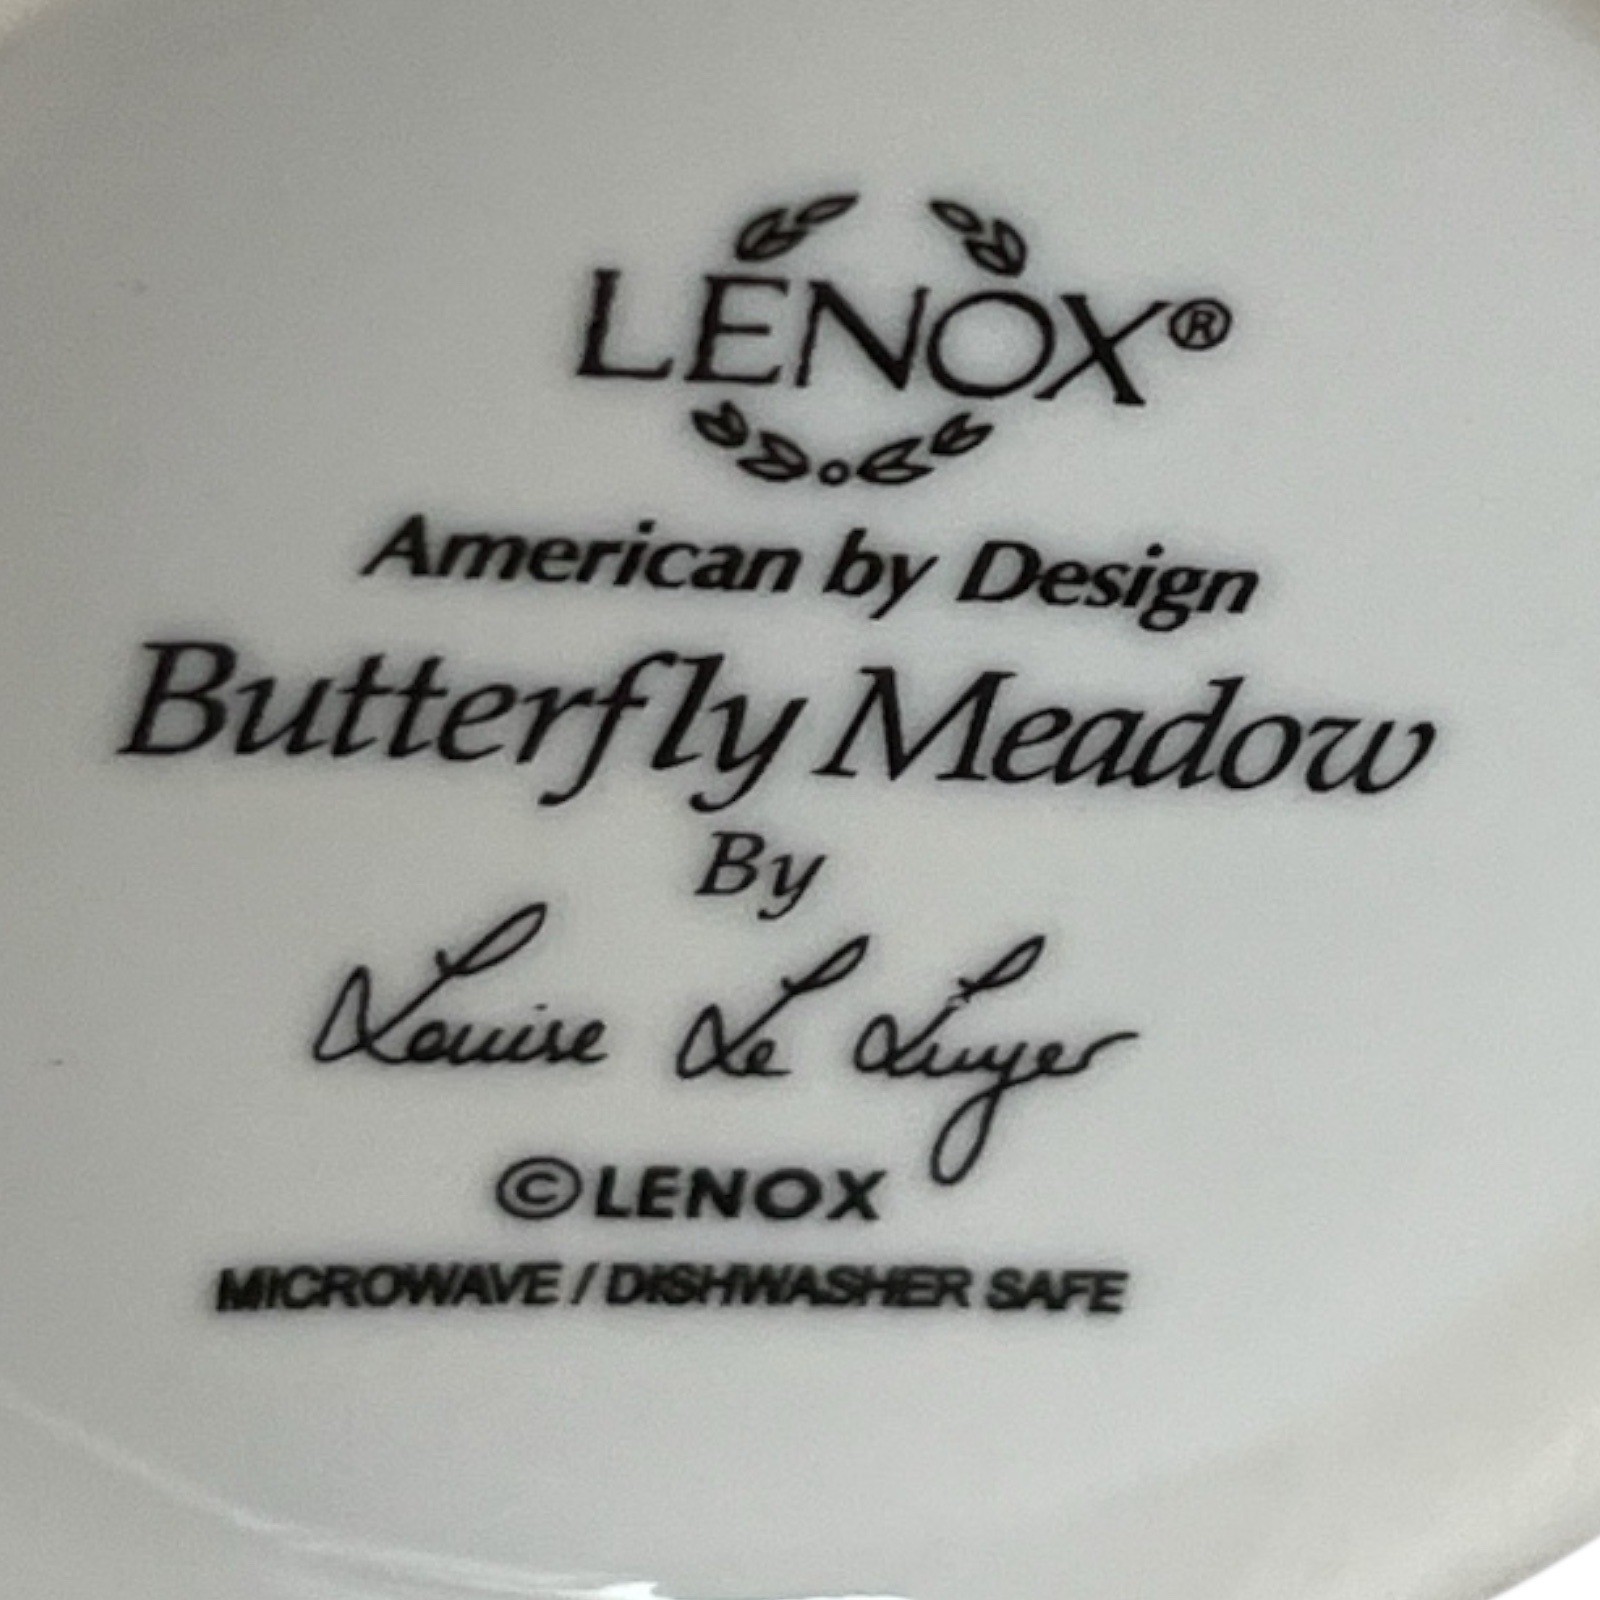 LENOX®
American by Design
Butterfly Meadow
By
Louise Le Luyer
©LENOX
MICROWAVE / DISHWASHER SAFE